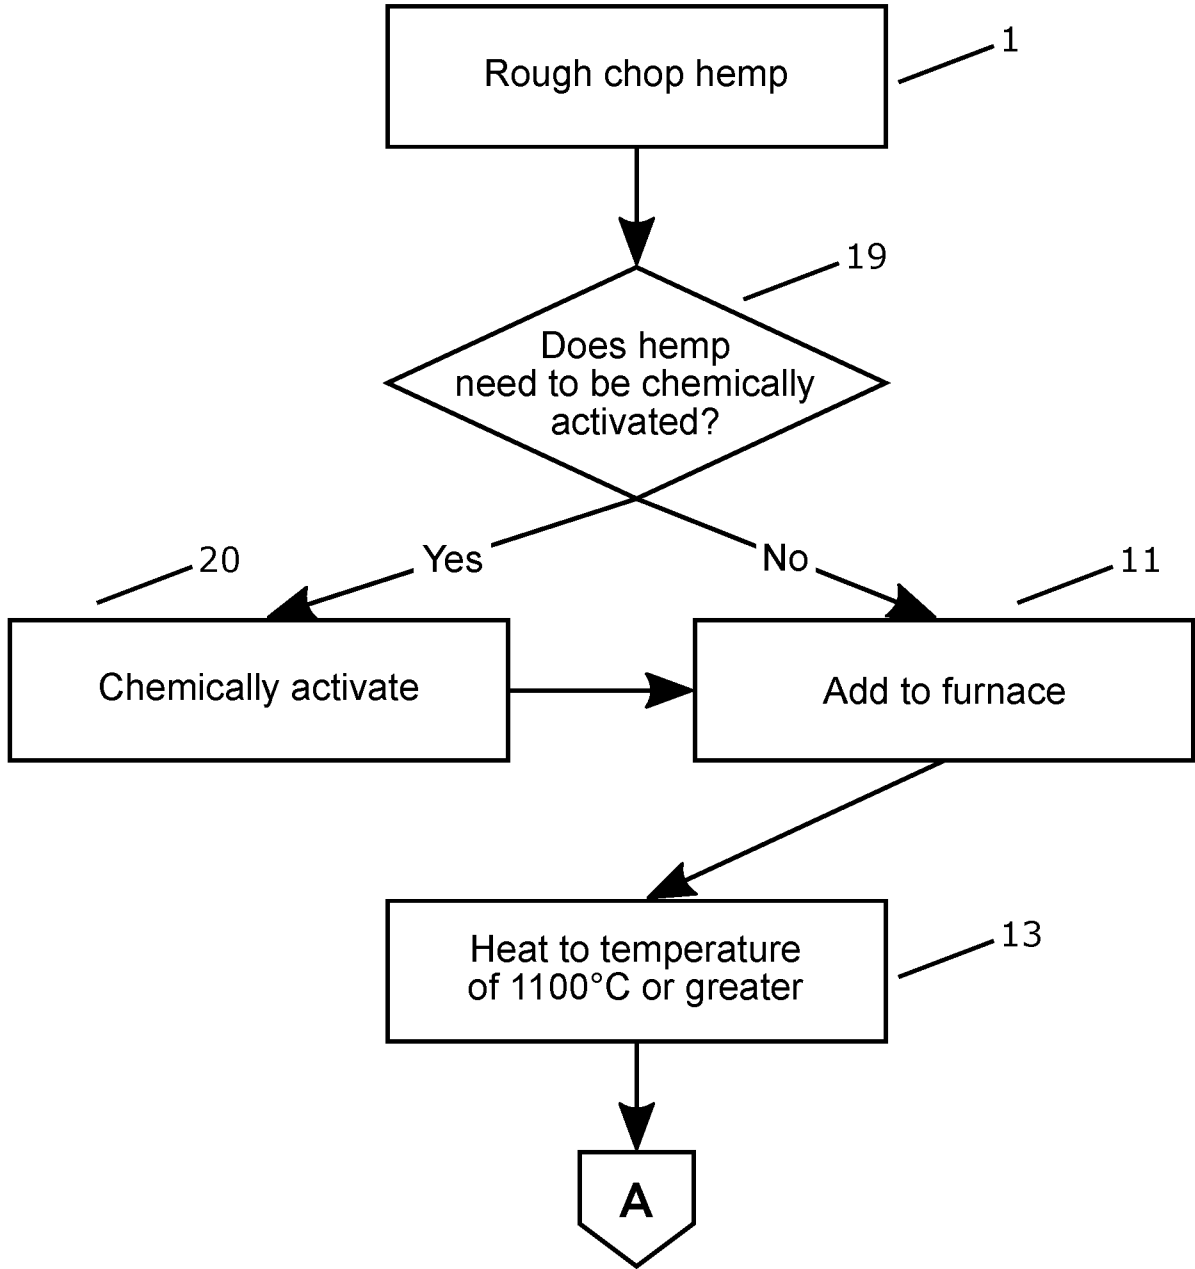 Rough chop hemp
1
19
Does hemp
need to be chemically
activated?
Yes
No
20
11
Chemically activate
Add to furnace
Heat to temperature
of 1100°C or greater
13
A